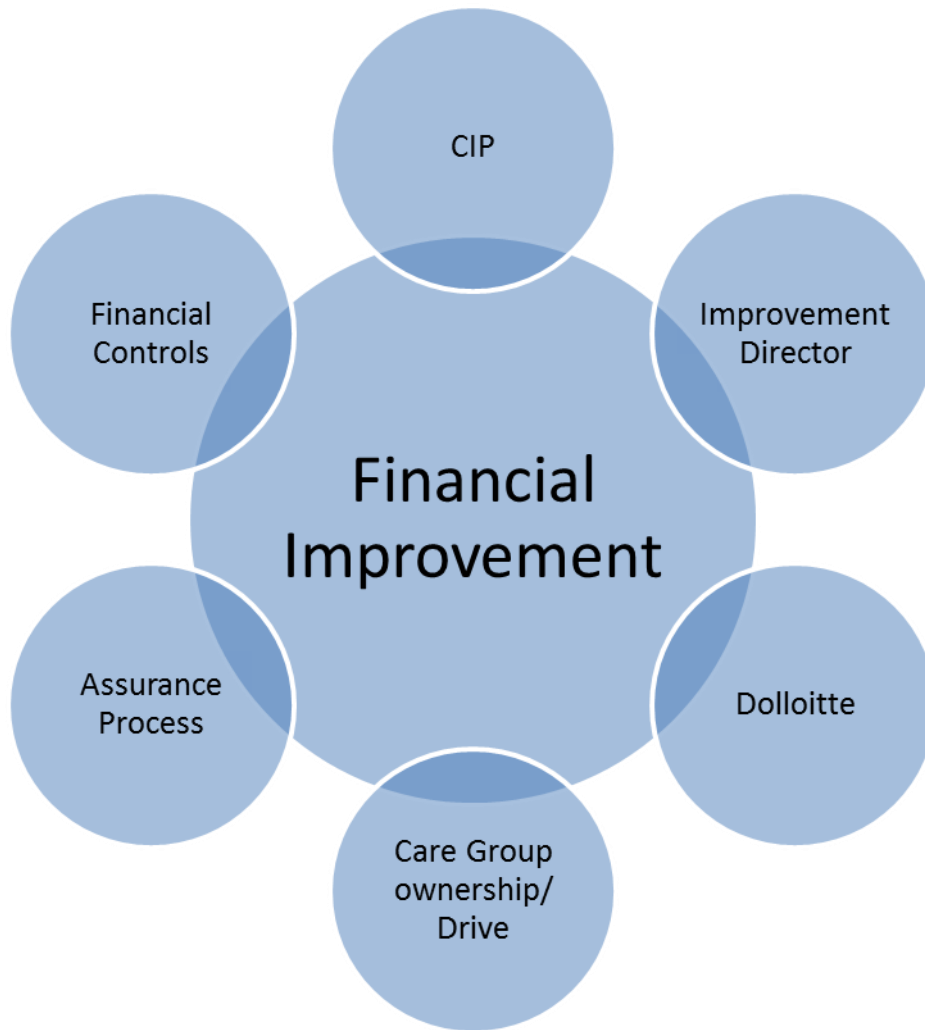 CIP
Improvement
Director
Dolloitte
Care Group
ownership/
Drive
Assurance
Process
Financial
Controls
Financial
Improvement